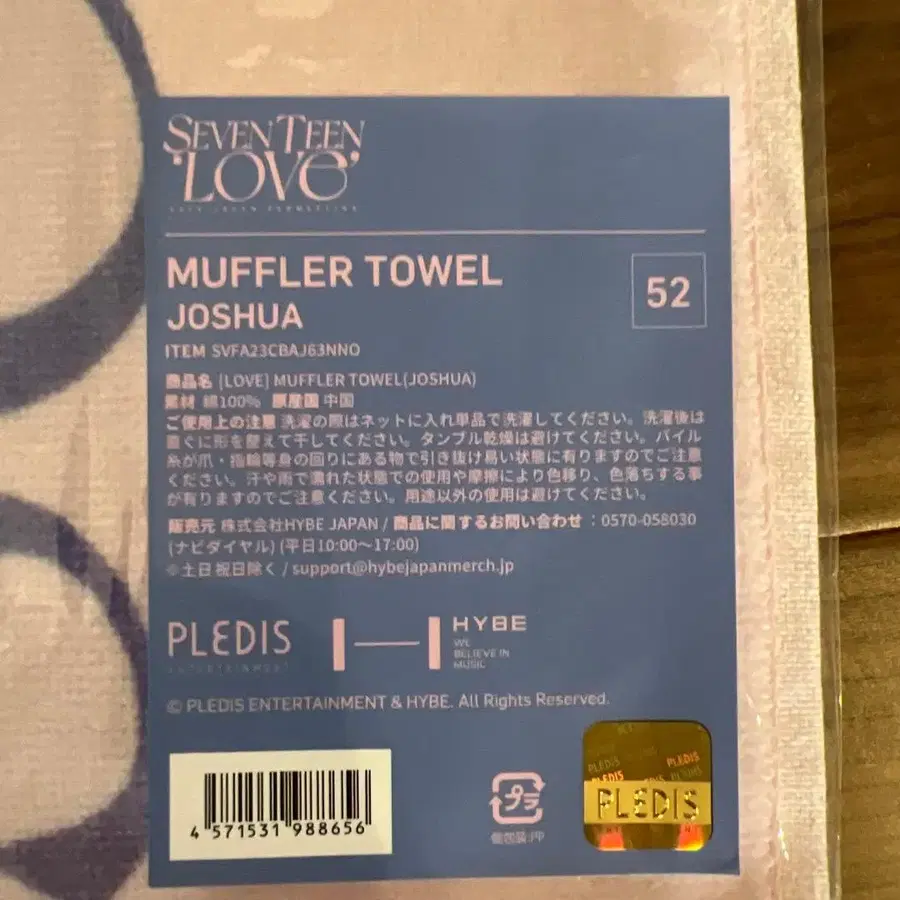 SEVENTEEN
'LOVE'
MUFFLER TOWEL
52
JOSHUA
ITEM SVFA23CBAJ63NNO
商品名 [LOVE] MUFFLER TOWEL(JOSHUA)
素材 綿100% 原産国 中国
ご使用上の注意 洗濯の際はネットに入れ単品で洗濯してください。洗濯後は
直ぐに形を整えて干してください。タンブル乾燥は避けてください。パイル
糸が爪・指輪等身の回りにある物で引き抜け易い状態に有りますのでご注意
ください。汗や雨で濡れた状態での使用や摩擦により色移り、色落ちする事
が有りますのでご注意ください。用途以外の使用は避けてください。
販売元 株式会社HYBE JAPAN / 商品に関するお問い合わせ：0570-058030
(ナビダイヤル) (平日10:00〜17:00)
※土日 祝日除く / support@hybejapanmerch.jp
PLEDIS
ENTERTAINMENT
HYBE
WE
BELIEVE IN
MUSIC
© PLEDIS ENTERTAINMENT & HYBE. All Rights Reserved.
4 571531 988656
プラ
個包装:PP
PLEDIS
PLEDIS
PLEDIS